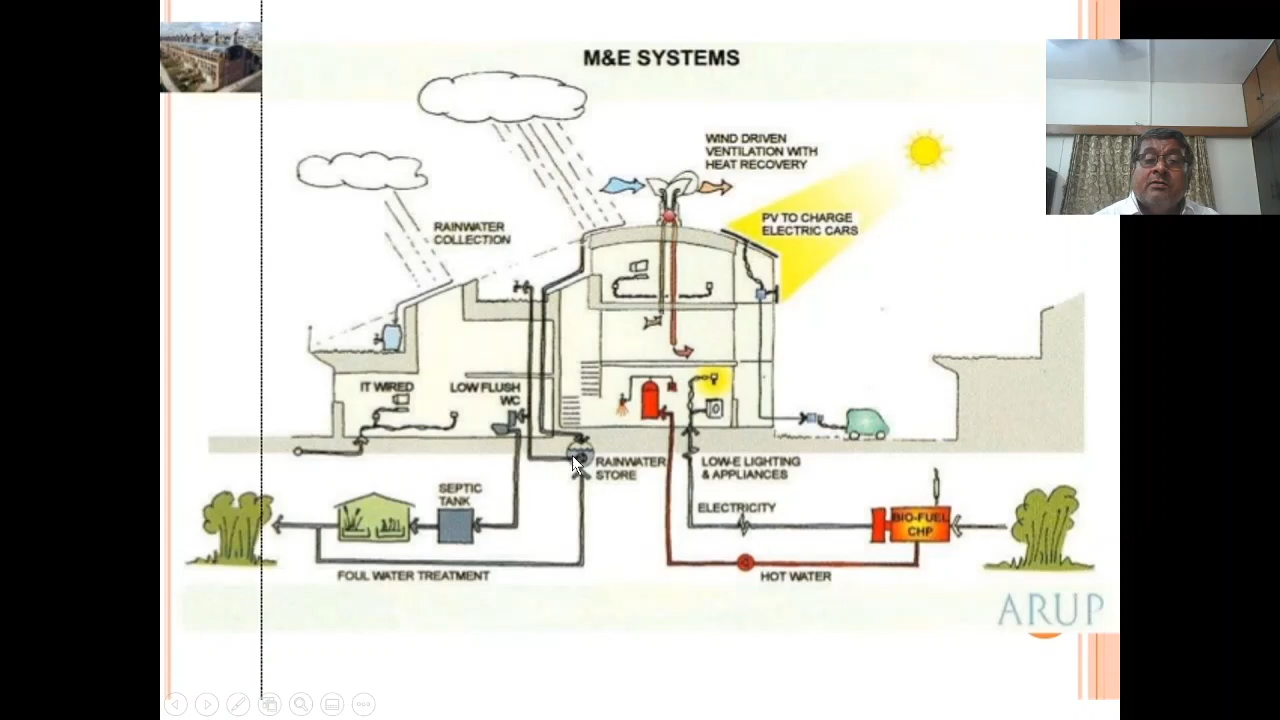 M&E SYSTEMS
WIND DRIVEN
VENTILATION WITH
HEAT RECOVERY
PV TO CHARGE
ELECTRIC CARS
RAINWATER
COLLECTION
IT WIRED
LOW FLUSH
WC
RAINWATER
STORE
LOW-E LIGHTING
& APPLIANCES
SEPTIC
TANK
ELECTRICITY
BIO-FUEL
CHP
FOUL WATER TREATMENT
HOT WATER
ARUP